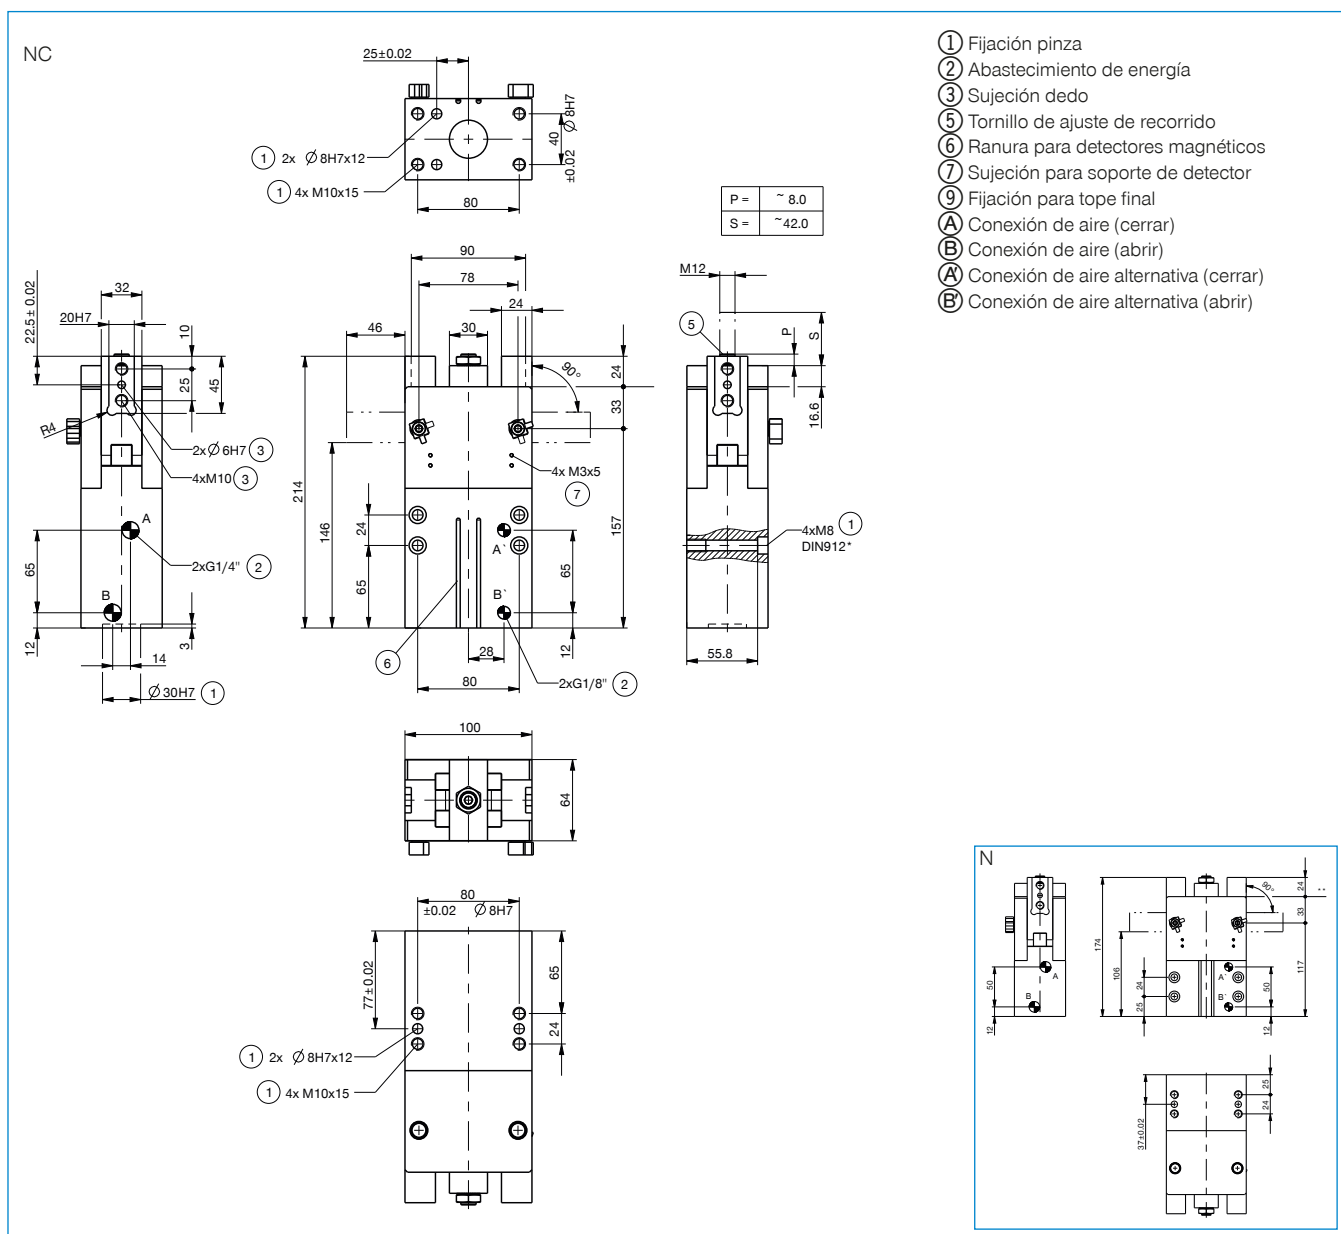 NC
① Fijación pinza
② Abastecimiento de energía
③ Sujeción dedo
⑤ Tornillo de ajuste de recorrido
⑥ Ranura para detectores magnéticos
⑦ Sujeción para soporte de detector
⑨ Fijación para tope final
Ⓐ Conexión de aire (cerrar)
Ⓑ Conexión de aire (abrir)
A' Conexión de aire alternativa (cerrar)
B' Conexión de aire alternativa (abrir)
25±0.02
① 2x Ø8H7x12
① 4x M10x15
80
40
±0.02
Ø 8H7
P = ~ 8.0
S = ~42.0
32
20H7
22.5±0.02
10
25
45
R4
2xØ6H7 ③
4xM10 ③
A
65
2xG1/4" ②
B
12
3
14
Ø30H7 ①
90
78
24
46
30
90°
24
33
4x M3x5
⑦
214
146
24
65
157
A`
65
B`
12
⑥
28
80
2xG1/8" ②
M12
⑤
P
S
16.6
4xM8 ①
DIN912*
55.8
100
64
80
±0.02 Ø8H7
77±0.02
65
24
① 2x Ø8H7x12
① 4x M10x15
N
50
12
A
B
174
106
24
25
90°
24
33
117
A`
50
B`
12
37±0.02
25
24